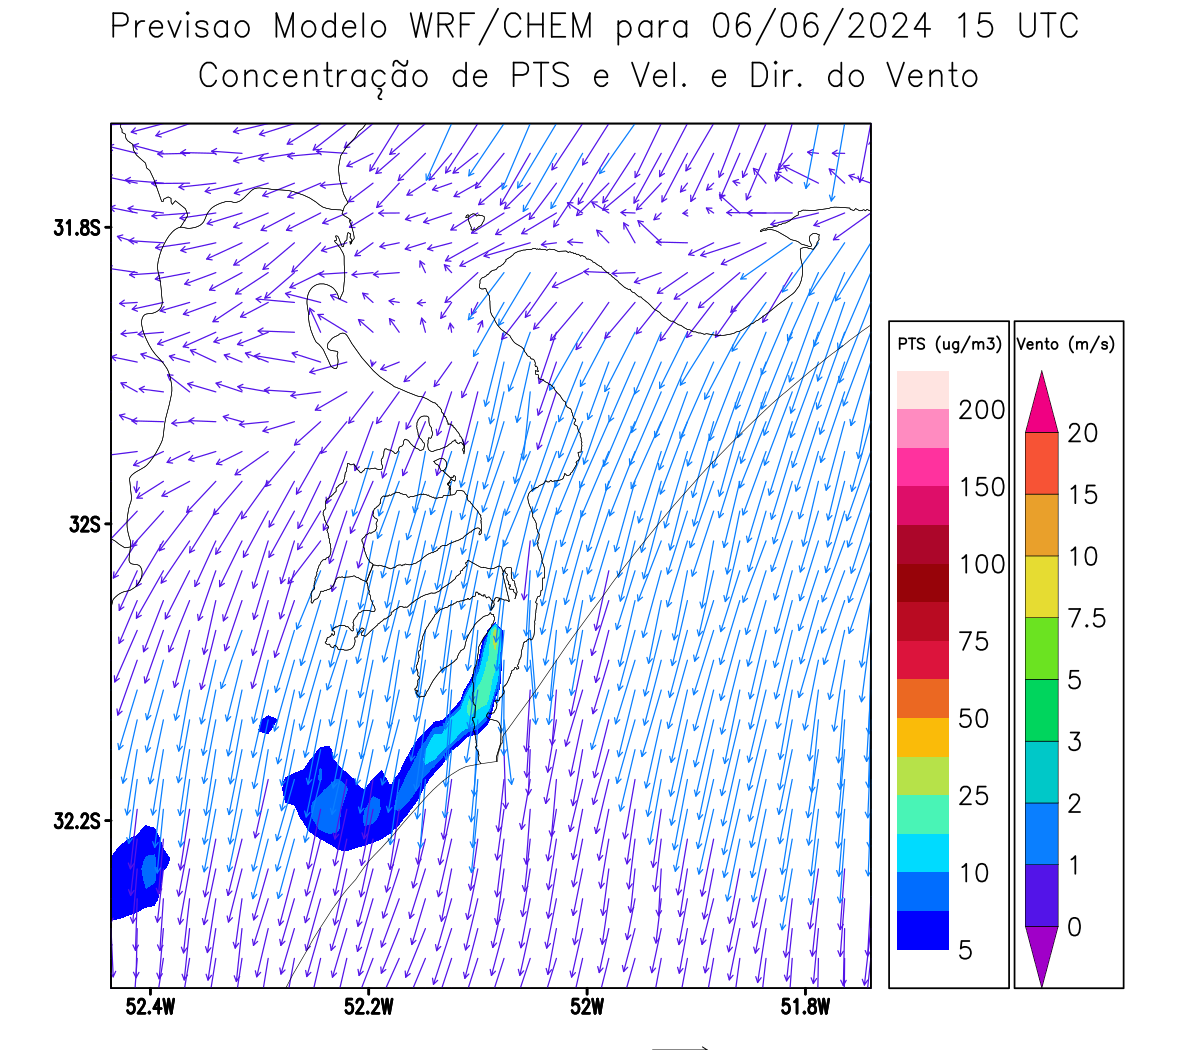 Previsao Modelo WRF/CHEM para 06/06/2024 15 UTC
Concentração de PTS e Vel. e Dir. do Vento
31.8S
32S
32.2S
52.4W
52.2W
52W
51.8W
PTS (ug/m3)
200
150
100
75
50
25
10
5
Vento (m/s)
20
15
10
7.5
5
3
2
1
0